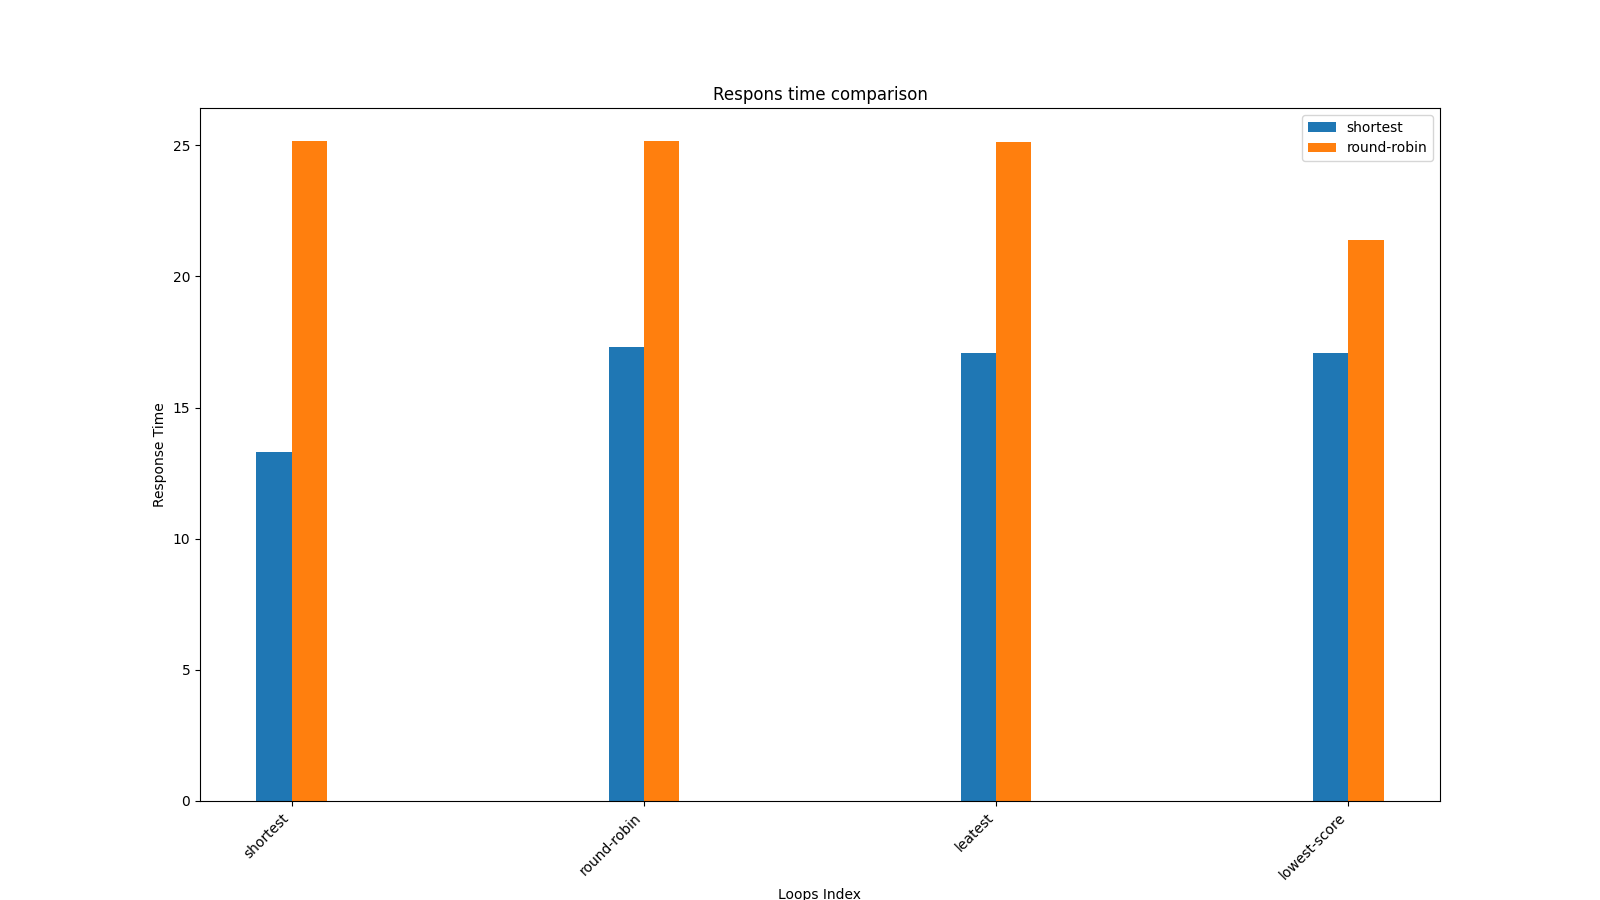 Respons time comparison
shortest
round-robin
25
20
15
10
5
0
Response Time
shortest
round-robin
leatest
lowest-score
Loops Index